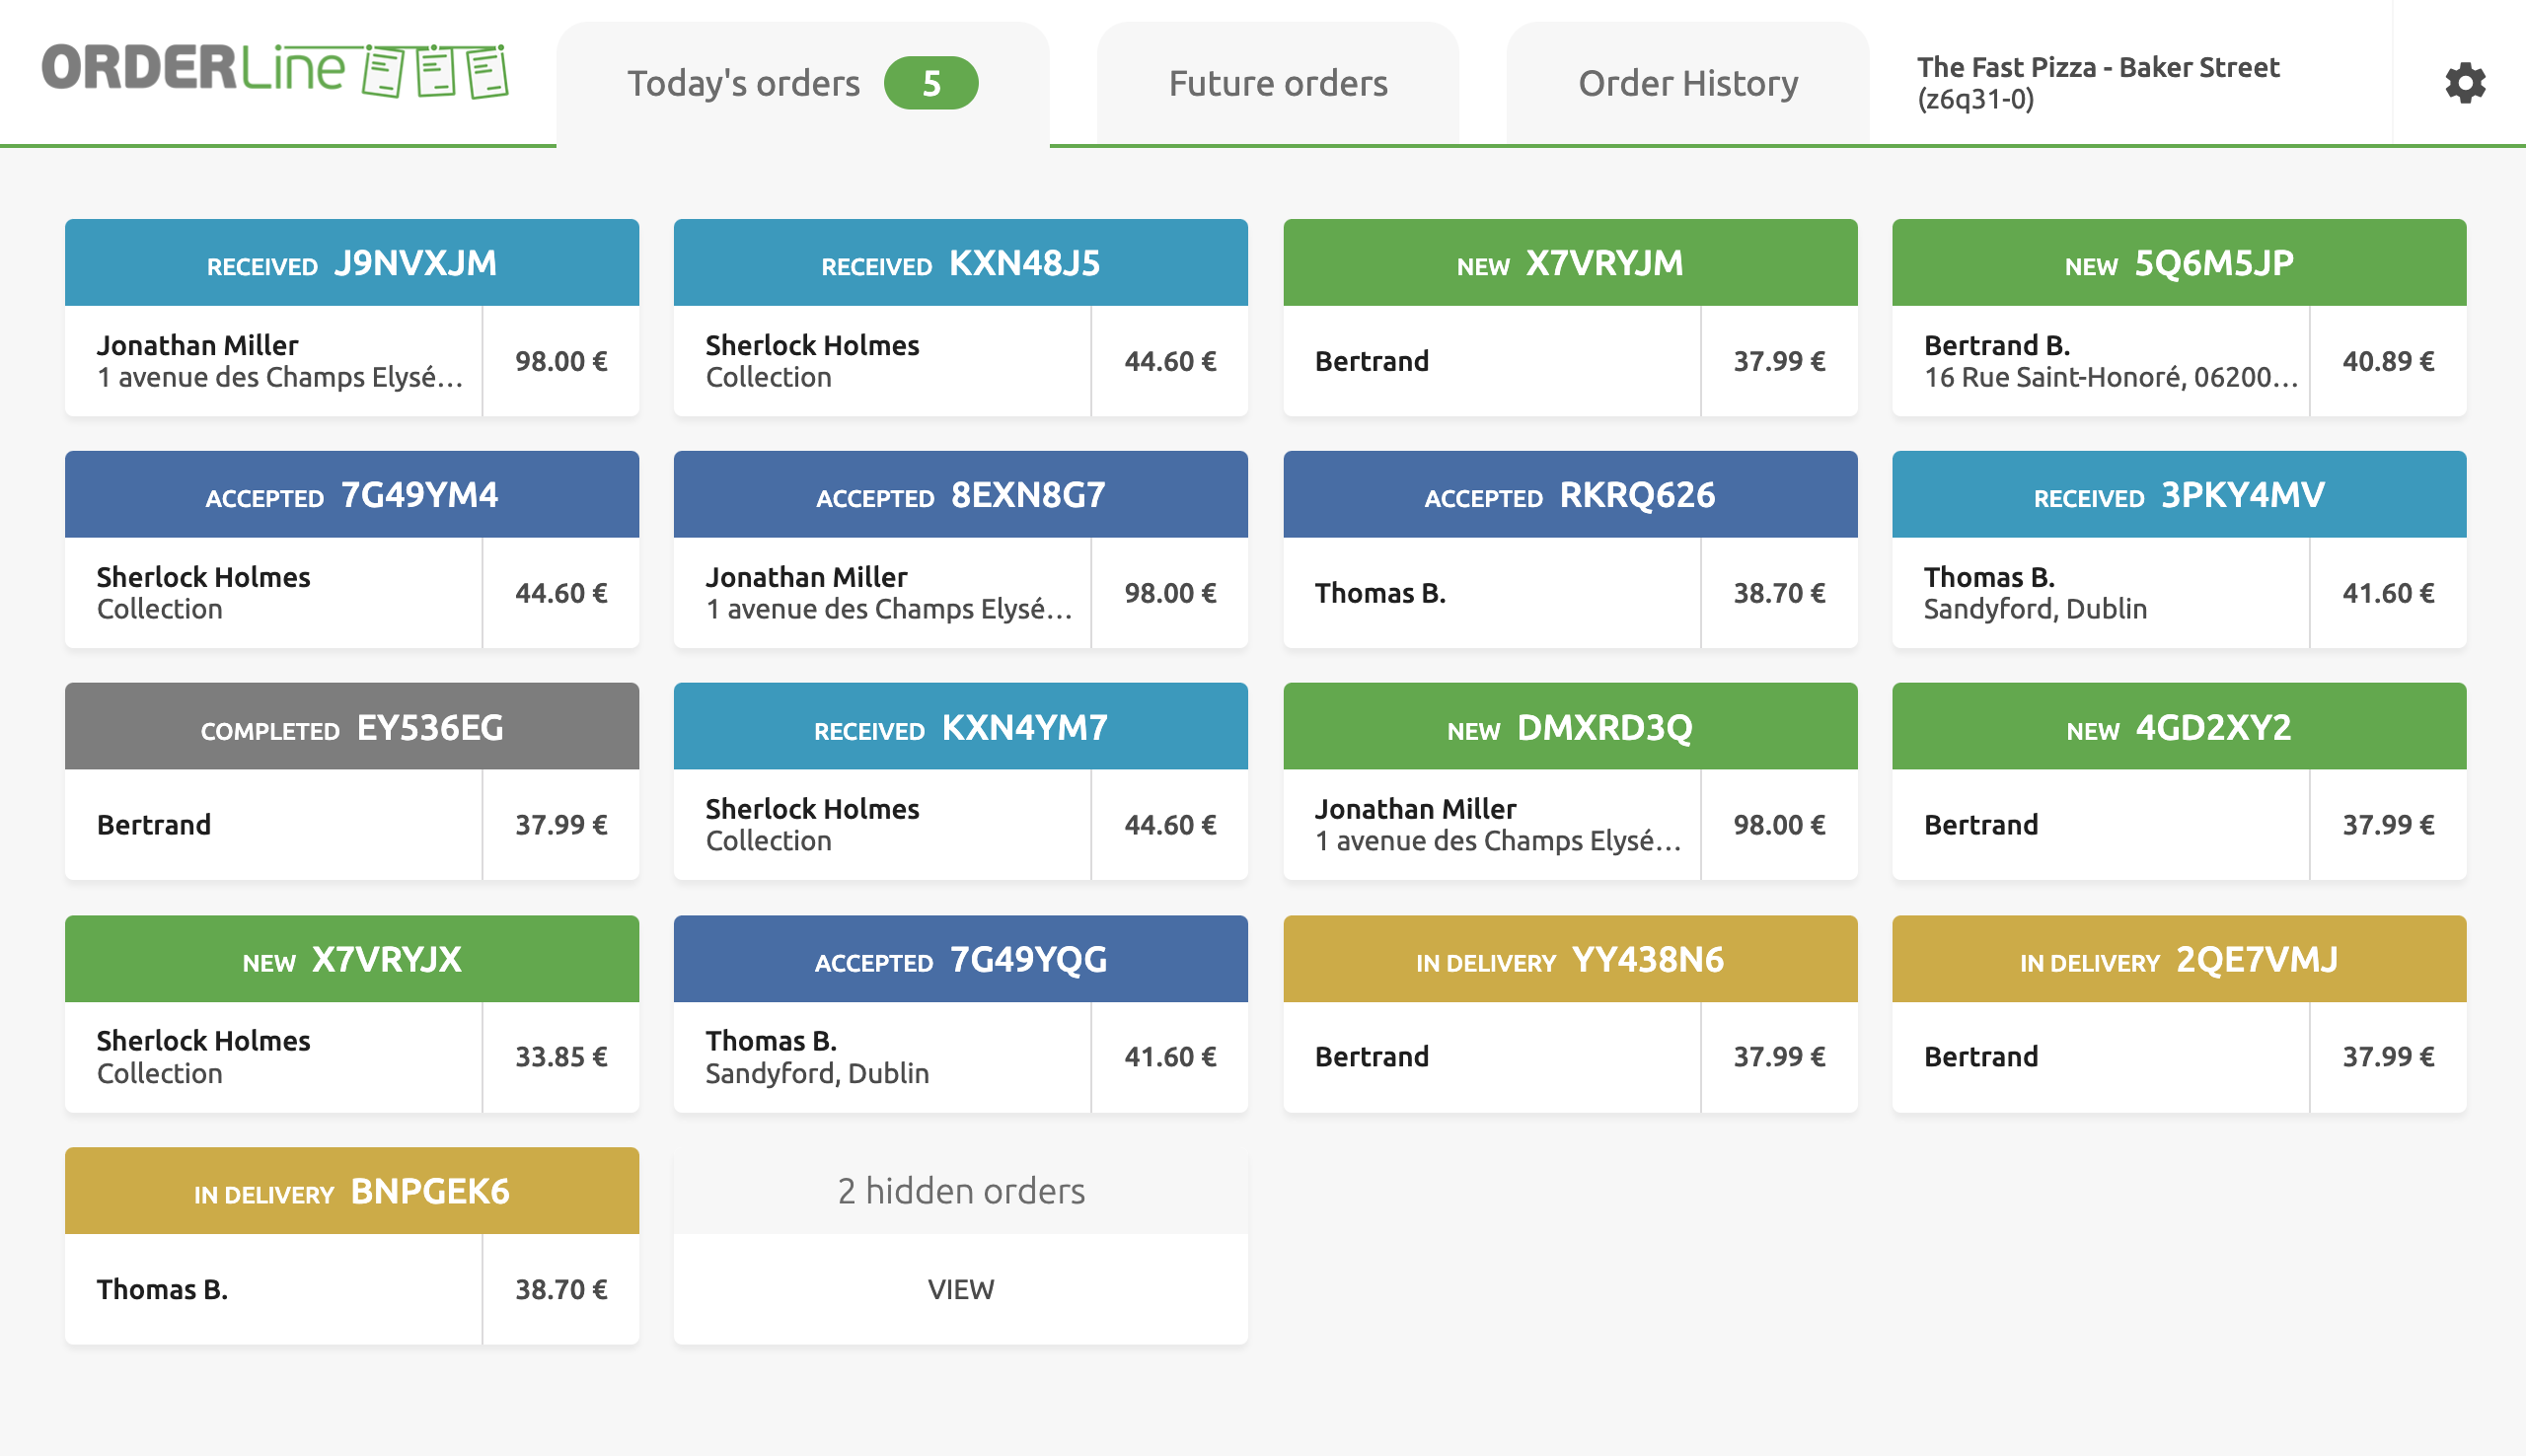 ORDERLine
Today's orders 5
Future orders
Order History
The Fast Pizza - Baker Street
(z6q31-0)
RECEIVED J9NVXJM
Jonathan Miller
1 avenue des Champs Elysé...
98.00 €
RECEIVED KXN48J5
Sherlock Holmes
Collection
44.60 €
NEW X7VRYJM
Bertrand
37.99 €
NEW 5Q6M5JP
Bertrand B.
16 Rue Saint-Honoré, 06200...
40.89 €
ACCEPTED 7G49YM4
Sherlock Holmes
Collection
44.60 €
ACCEPTED 8EXN8G7
Jonathan Miller
1 avenue des Champs Elysé...
98.00 €
ACCEPTED RKRQ626
Thomas B.
38.70 €
RECEIVED 3PKY4MV
Thomas B.
Sandyford, Dublin
41.60 €
COMPLETED EY536EG
Bertrand
37.99 €
RECEIVED KXN4YM7
Sherlock Holmes
Collection
44.60 €
NEW DMXRD3Q
Jonathan Miller
1 avenue des Champs Elysé...
98.00 €
NEW 4GD2XY2
Bertrand
37.99 €
NEW X7VRYJX
Sherlock Holmes
Collection
33.85 €
ACCEPTED 7G49YQG
Thomas B.
Sandyford, Dublin
41.60 €
IN DELIVERY YY438N6
Bertrand
37.99 €
IN DELIVERY 2QE7VMJ
Bertrand
37.99 €
IN DELIVERY BNPGEK6
Thomas B.
38.70 €
2 hidden orders
VIEW